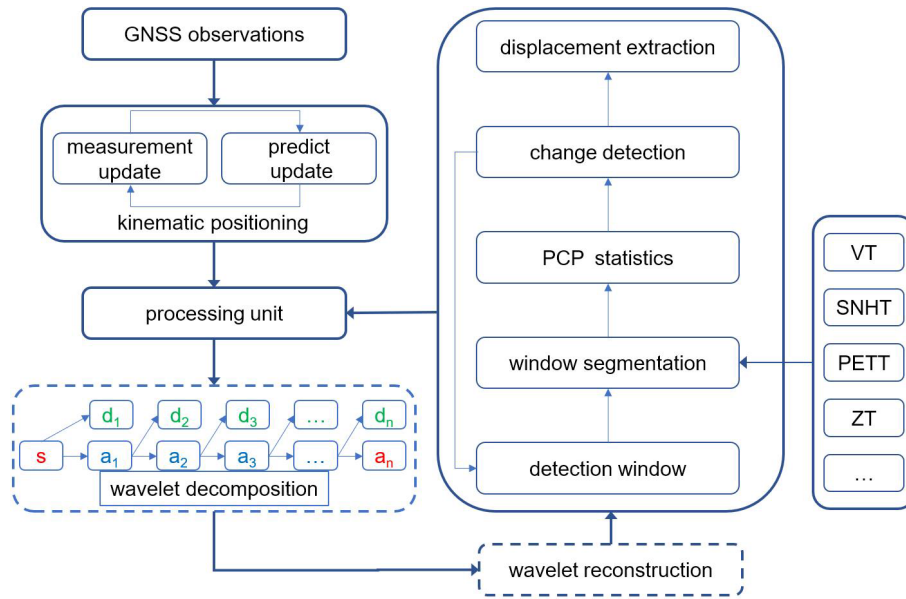 GNSS observations
measurement
update
predict
update
kinematic positioning
processing unit
d1 d2 d3 ... dn
s a1 a2 a3 ... an
wavelet decomposition
displacement extraction
change detection
PCP statistics
window segmentation
detection window
wavelet reconstruction
VT
SNHT
PETT
ZT
...